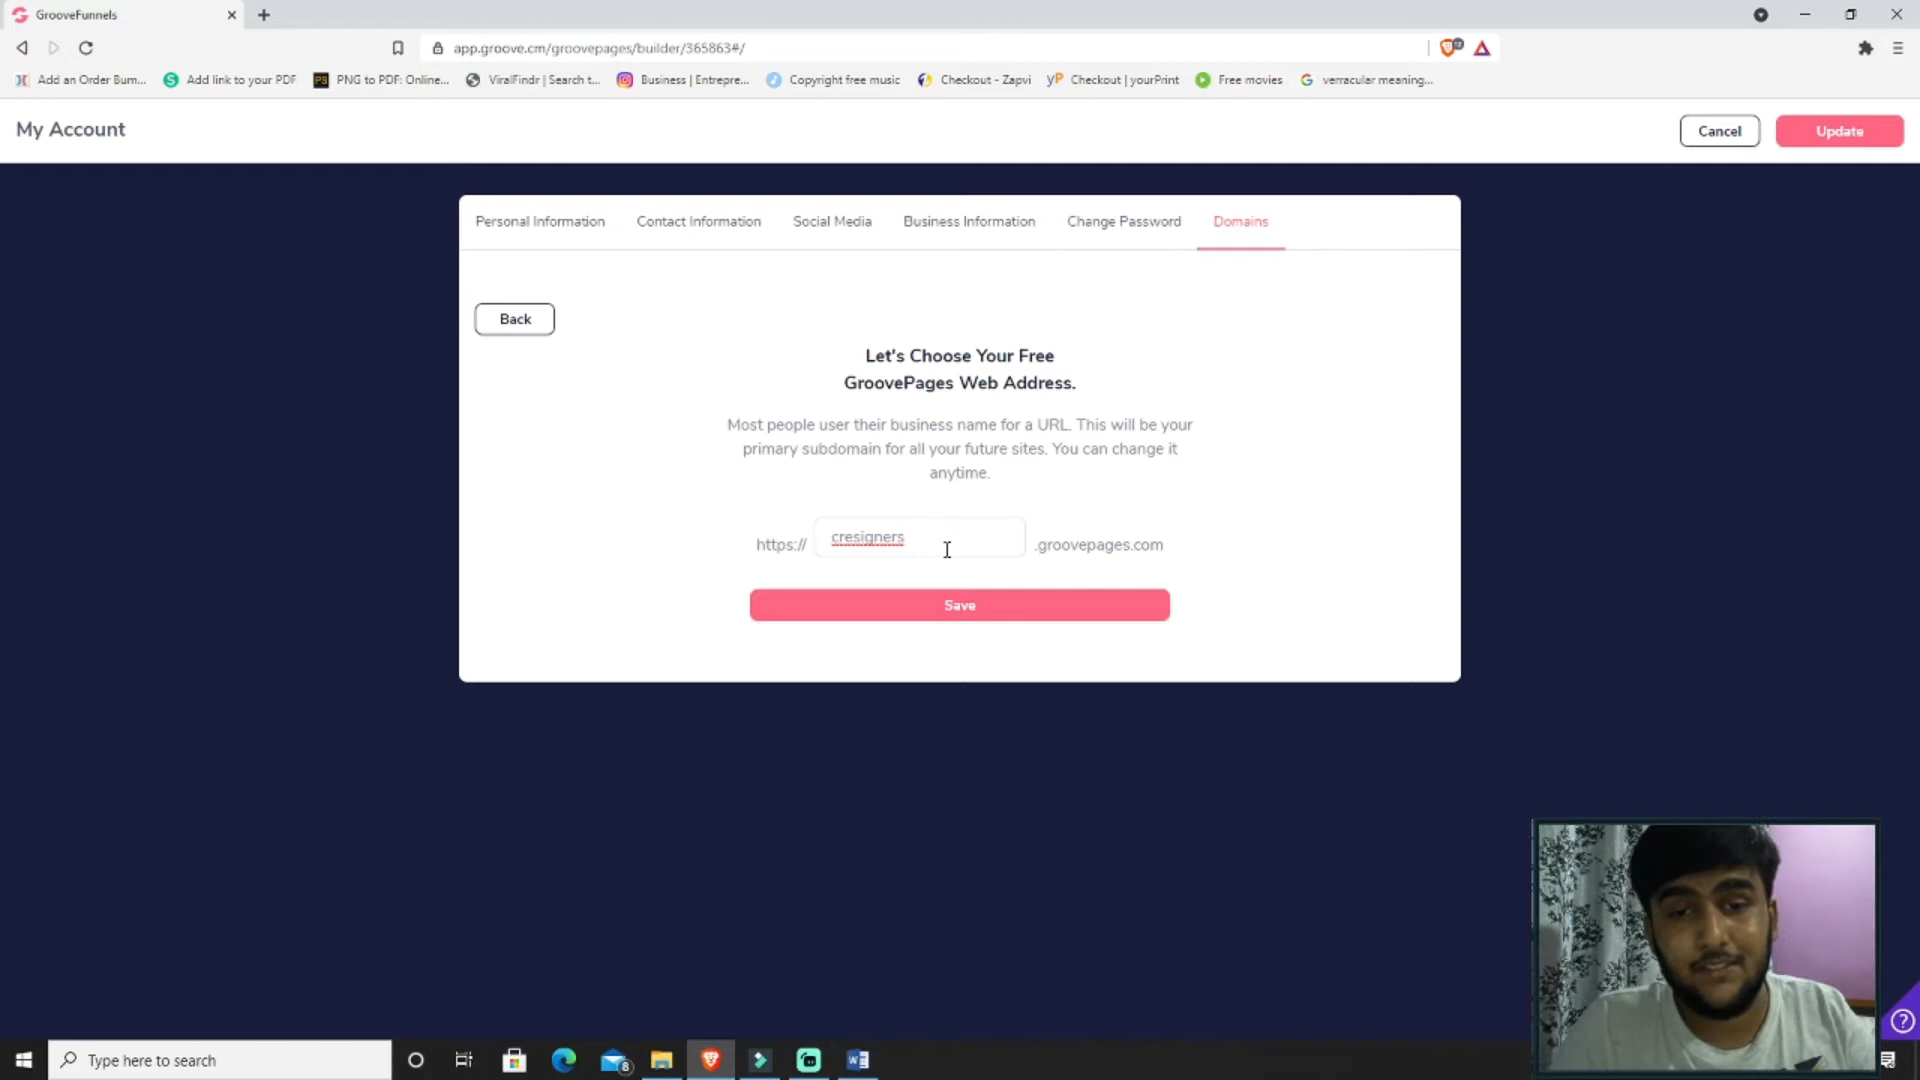 GrooveFunnels
app.groove.cm/groovepages/builder/365863#/
Add an Order Bum... Add link to your PDF PS PNG to PDF: Online... ViralFindr | Search t... Business | Entrepre... Copyright free music Checkout - Zapvi yP Checkout | yourPrint Free movies verracular meaning...
My Account
Cancel Update
Personal Information Contact Information Social Media Business Information Change Password Domains
Back
Let's Choose Your Free
GroovePages Web Address.
Most people user their business name for a URL. This will be your
primary subdomain for all your future sites. You can change it
anytime.
https:// cresigners .groovepages.com
Save
Type here to search
8